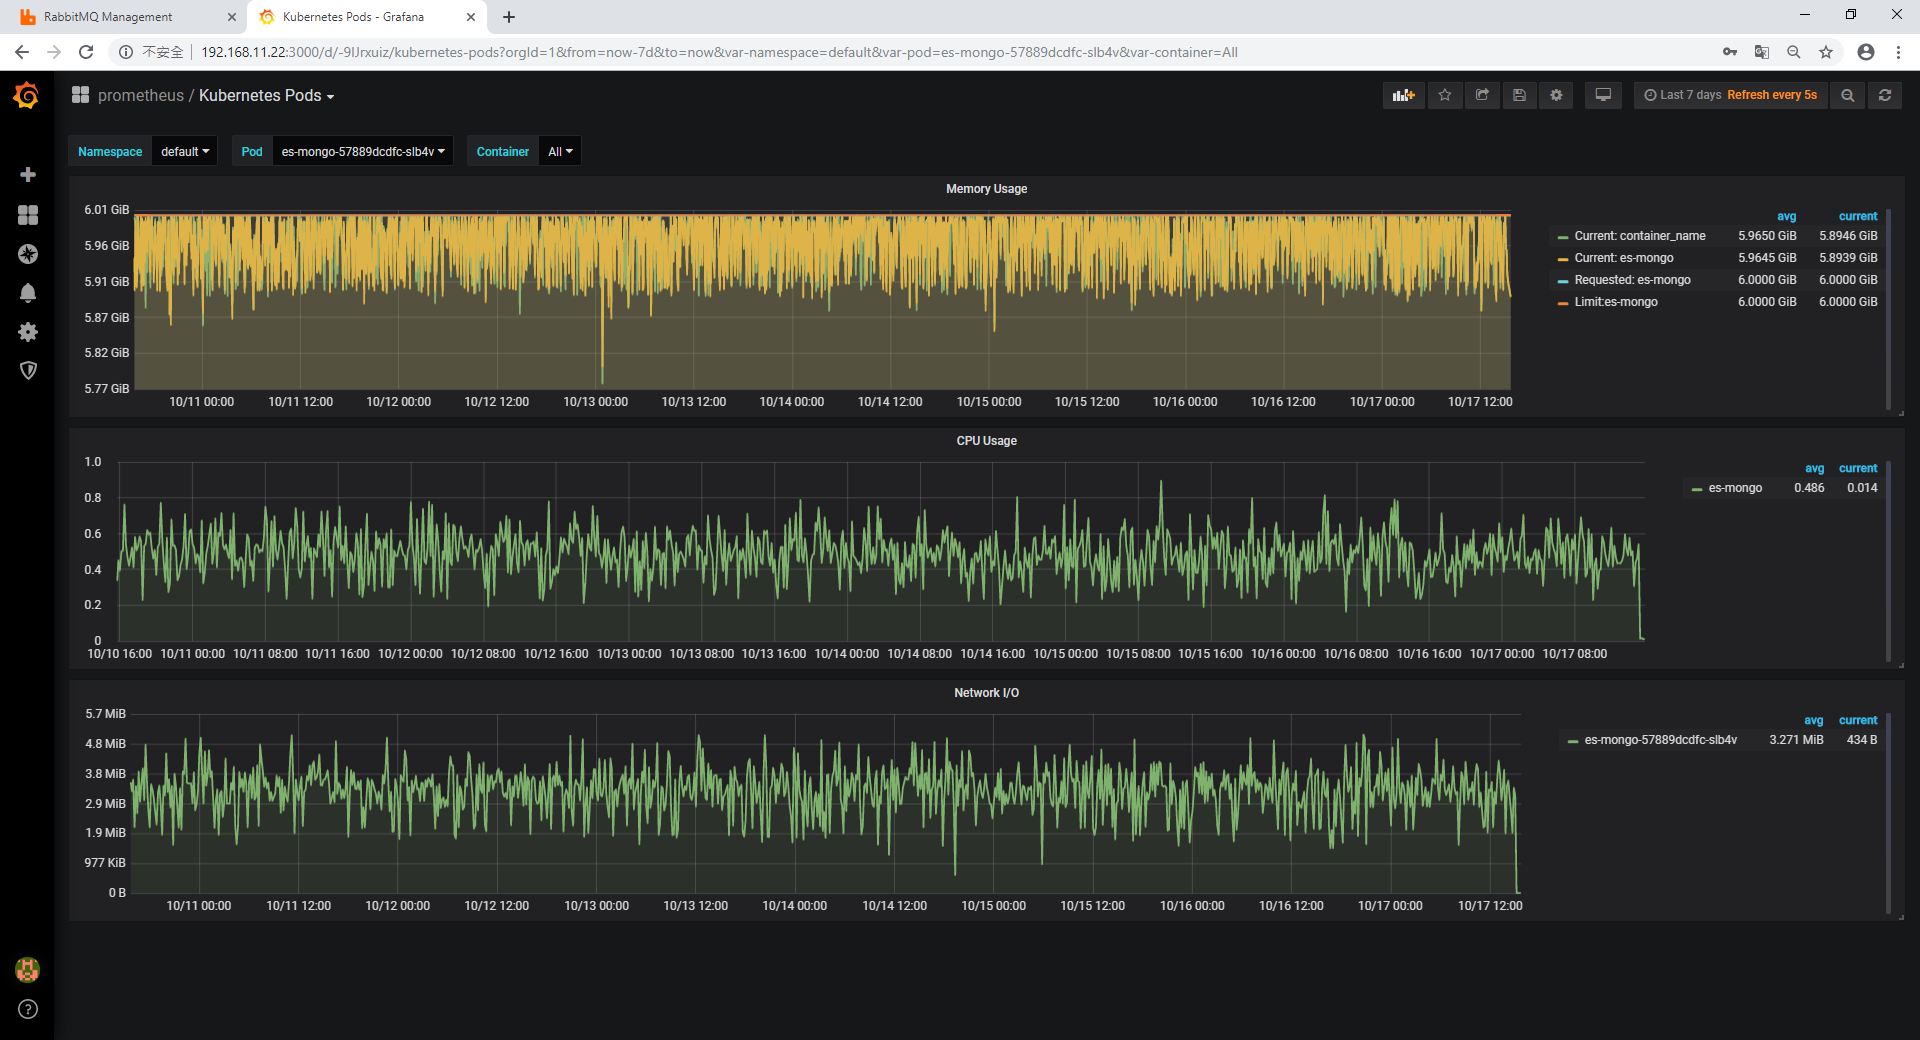 RabbitMQ Management
Kubernetes Pods - Grafana
不安全 192.168.11.22:3000/d/-9IJrxuiz/kubernetes-pods?orgId=1&from=now-7d&to=now&var-namespace=default&var-pod=es-mongo-57889dcdfc-slb4v&var-container=All
prometheus / Kubernetes Pods
Last 7 days Refresh every 5s
Namespace default
Pod es-mongo-57889dcdfc-slb4v
Container All
Memory Usage
6.01 GiB
5.96 GiB
5.91 GiB
5.87 GiB
5.82 GiB
5.77 GiB
10/11 00:00 10/11 12:00 10/12 00:00 10/12 12:00 10/13 00:00 10/13 12:00 10/14 00:00 10/14 12:00 10/15 00:00 10/15 12:00 10/16 00:00 10/16 12:00 10/17 00:00 10/17 12:00
avg current
Current: container_name 5.9650 GiB 5.8946 GiB
Current: es-mongo 5.9645 GiB 5.8939 GiB
Requested: es-mongo 6.0000 GiB 6.0000 GiB
Limit:es-mongo 6.0000 GiB 6.0000 GiB
CPU Usage
1.0
0.8
0.6
0.4
0.2
0
10/10 16:00 10/11 00:00 10/11 08:00 10/11 16:00 10/12 00:00 10/12 08:00 10/12 16:00 10/13 00:00 10/13 08:00 10/13 16:00 10/14 00:00 10/14 08:00 10/14 16:00 10/15 00:00 10/15 08:00 10/15 16:00 10/16 00:00 10/16 08:00 10/16 16:00 10/17 00:00 10/17 08:00
avg current
es-mongo 0.486 0.014
Network I/O
5.7 MiB
4.8 MiB
3.8 MiB
2.9 MiB
1.9 MiB
977 KiB
0 B
10/11 00:00 10/11 12:00 10/12 00:00 10/12 12:00 10/13 00:00 10/13 12:00 10/14 00:00 10/14 12:00 10/15 00:00 10/15 12:00 10/16 00:00 10/16 12:00 10/17 00:00 10/17 12:00
avg current
es-mongo-57889dcdfc-slb4v 3.271 MiB 434 B